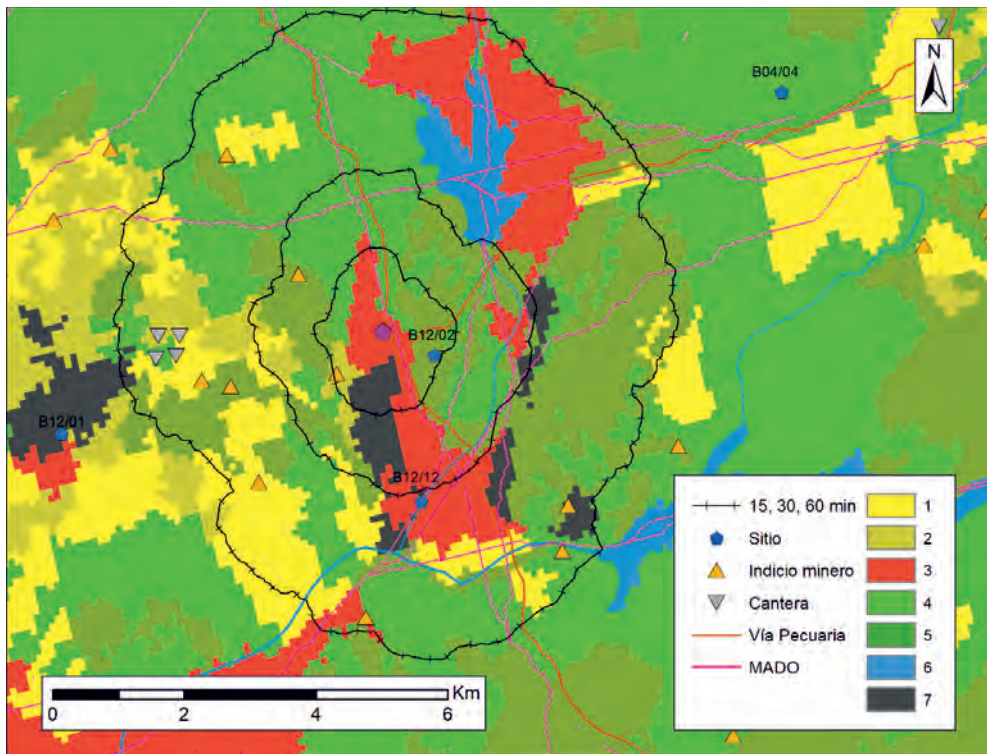 N
B04/04
B12/02
B12/01
B12/12
15, 30, 60 min
Sitio
Indicio minero
Cantera
Vía Pecuaria
MADO
1
2
3
4
5
6
7
Km
0 2 4 6